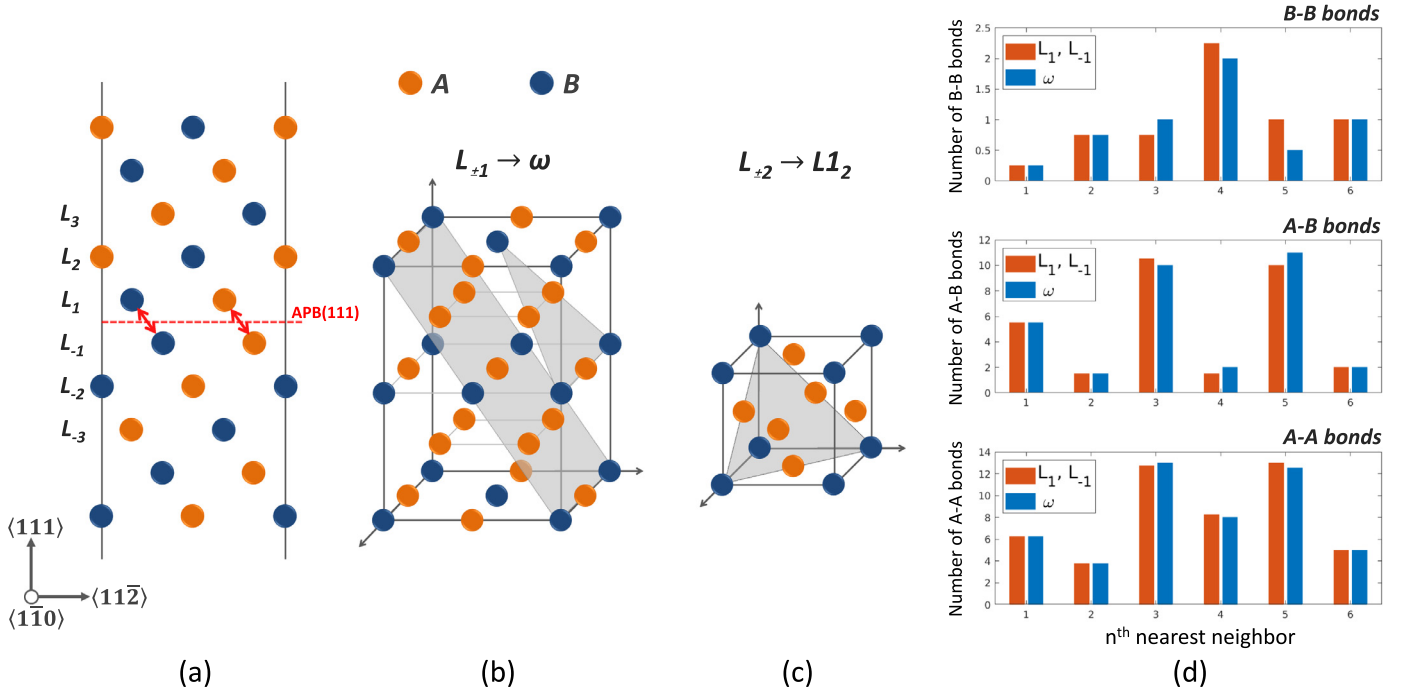 A B
L±1 → ω
L±2 → L12
L3
L2
L1
APB(111)
L-1
L-2
L-3
⟨111⟩
⟨112̅⟩
⟨11̅0⟩
(a) (b) (c) (d)
B-B bonds
Number of B-B bonds
2.5
2
1.5
1
0.5
0
L1, L-1
ω
1 2 3 4 5 6
A-B bonds
Number of A-B bonds
12
10
8
6
4
2
0
L1, L-1
ω
1 2 3 4 5 6
A-A bonds
Number of A-A bonds
14
12
10
8
6
4
2
0
L1, L-1
ω
1 2 3 4 5 6
nth nearest neighbor